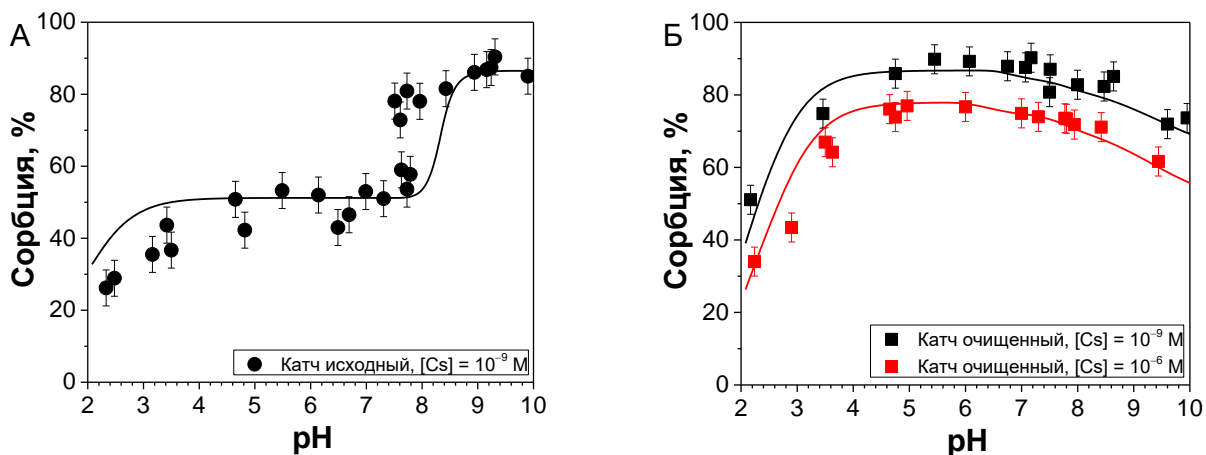 А
Сорбция, %
100
80
60
40
20
0
2 3 4 5 6 7 8 9 10
pH
Катч исходный, [Cs] = 10⁻⁹ М
Б
Сорбция, %
100
80
60
40
20
0
2 3 4 5 6 7 8 9 10
pH
Катч очищенный, [Cs] = 10⁻⁹ М
Катч очищенный, [Cs] = 10⁻⁶ М